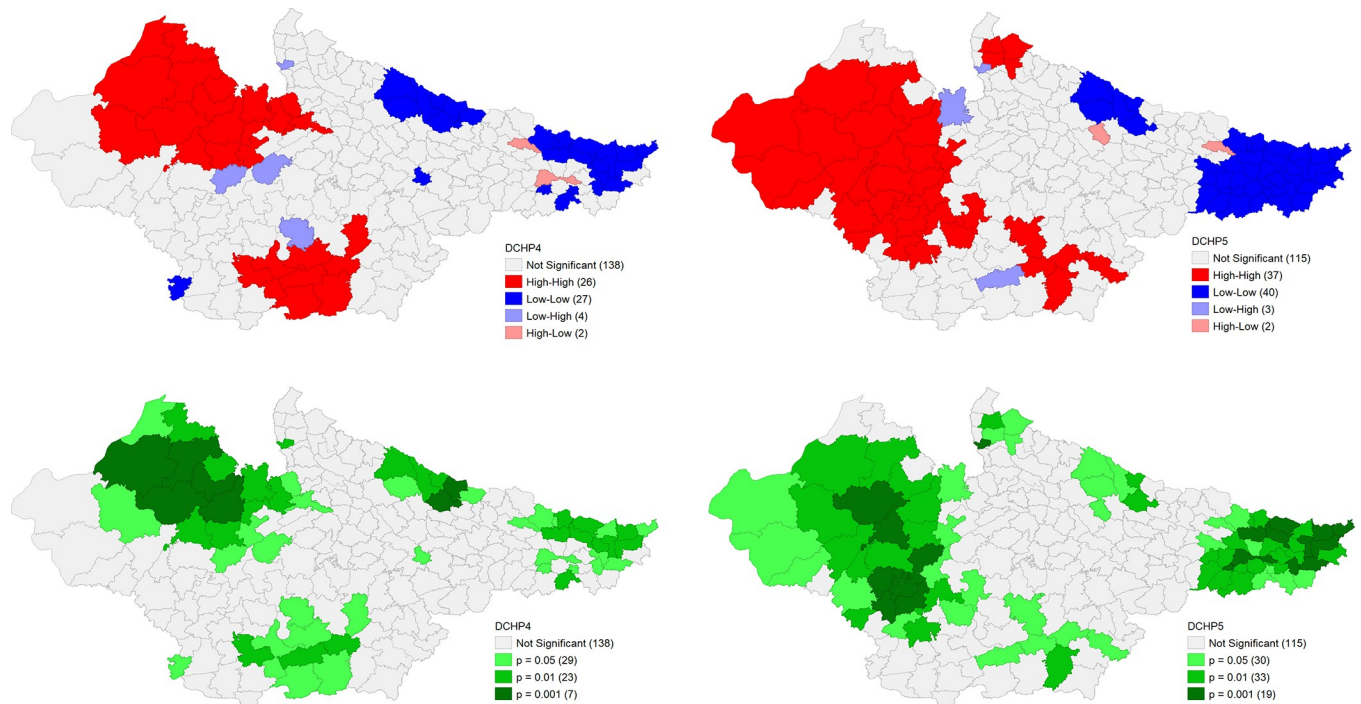 DCHP4
Not Significant (138)
High-High (26)
Low-Low (27)
Low-High (4)
High-Low (2)
DCHP5
Not Significant (115)
High-High (37)
Low-Low (40)
Low-High (3)
High-Low (2)
DCHP4
Not Significant (138)
p = 0.05 (29)
p = 0.01 (23)
p = 0.001 (7)
DCHP5
Not Significant (115)
p = 0.05 (30)
p = 0.01 (33)
p = 0.001 (19)